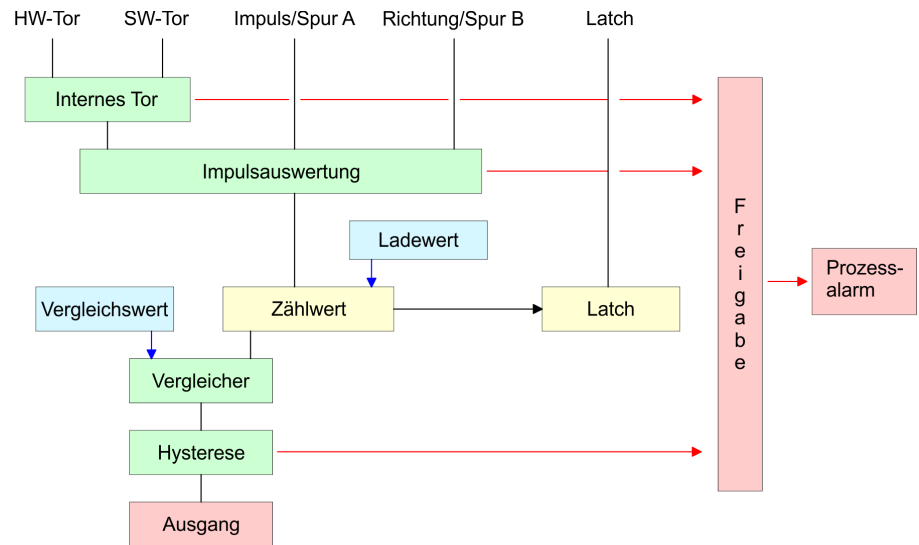 HW-Tor
SW-Tor
Impuls/Spur A
Richtung/Spur B
Latch
Internes Tor
Impulsauswertung
Ladewert
Vergleichswert
Zählwert
Latch
Vergleicher
Hysterese
Ausgang
Freigabe
Prozess-
alarm